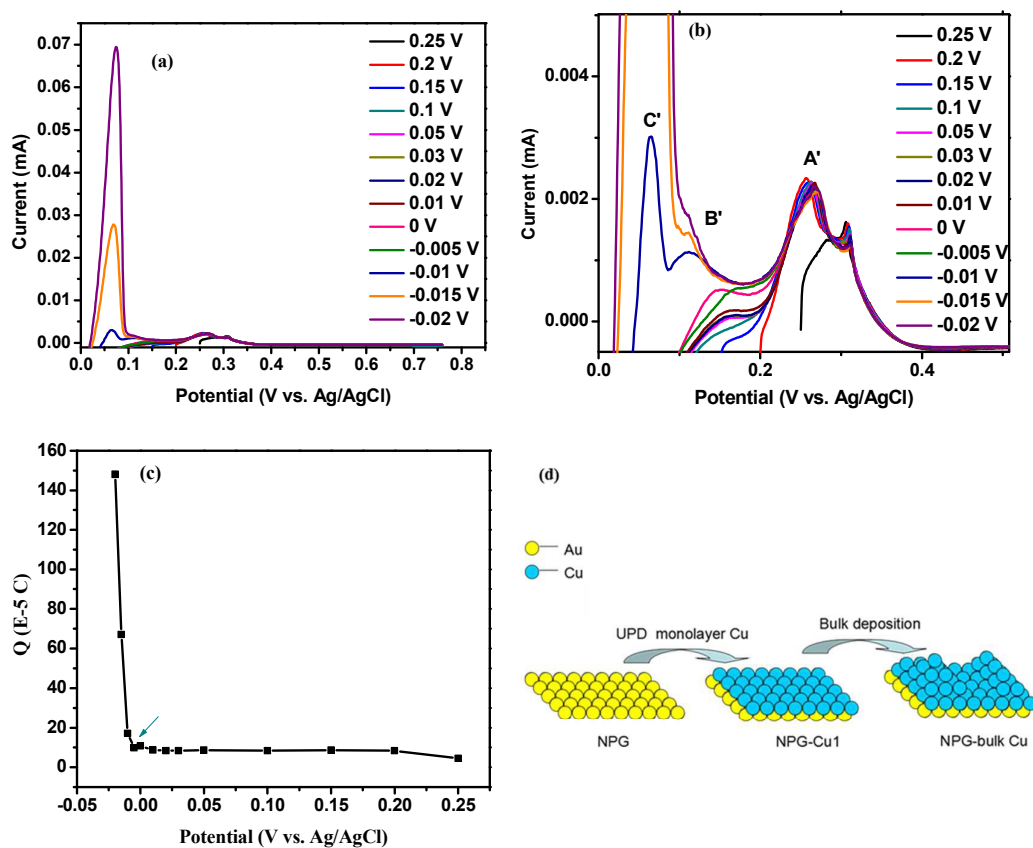 (a)
0.07
0.06
0.05
0.04
0.03
0.02
0.01
0.00
Current (mA)
0.0 0.1 0.2 0.3 0.4 0.5 0.6 0.7 0.8
Potential (V vs. Ag/AgCl)
0.25 V
0.2 V
0.15 V
0.1 V
0.05 V
0.03 V
0.02 V
0.01 V
0 V
-0.005 V
-0.01 V
-0.015 V
-0.02 V
(b)
0.004
0.002
0.000
Current (mA)
C'
B'
A'
0.0 0.2 0.4
Potential (V vs. Ag/AgCl)
0.25 V
0.2 V
0.15 V
0.1 V
0.05 V
0.03 V
0.02 V
0.01 V
0 V
-0.005 V
-0.01 V
-0.015 V
-0.02 V
(c)
160
140
120
100
80
60
40
20
0
Q (E-5 C)
-0.05 0.00 0.05 0.10 0.15 0.20 0.25
Potential (V vs. Ag/AgCl)
(d)
Au
Cu
UPD monolayer Cu
Bulk deposition
NPG
NPG-Cu1
NPG-bulk Cu